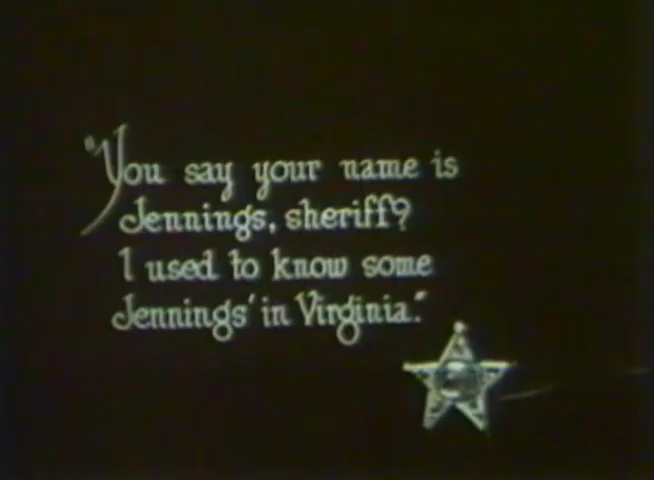 "You say your name is
Jennings, sheriff?
I used to know some
Jennings' in Virginia."